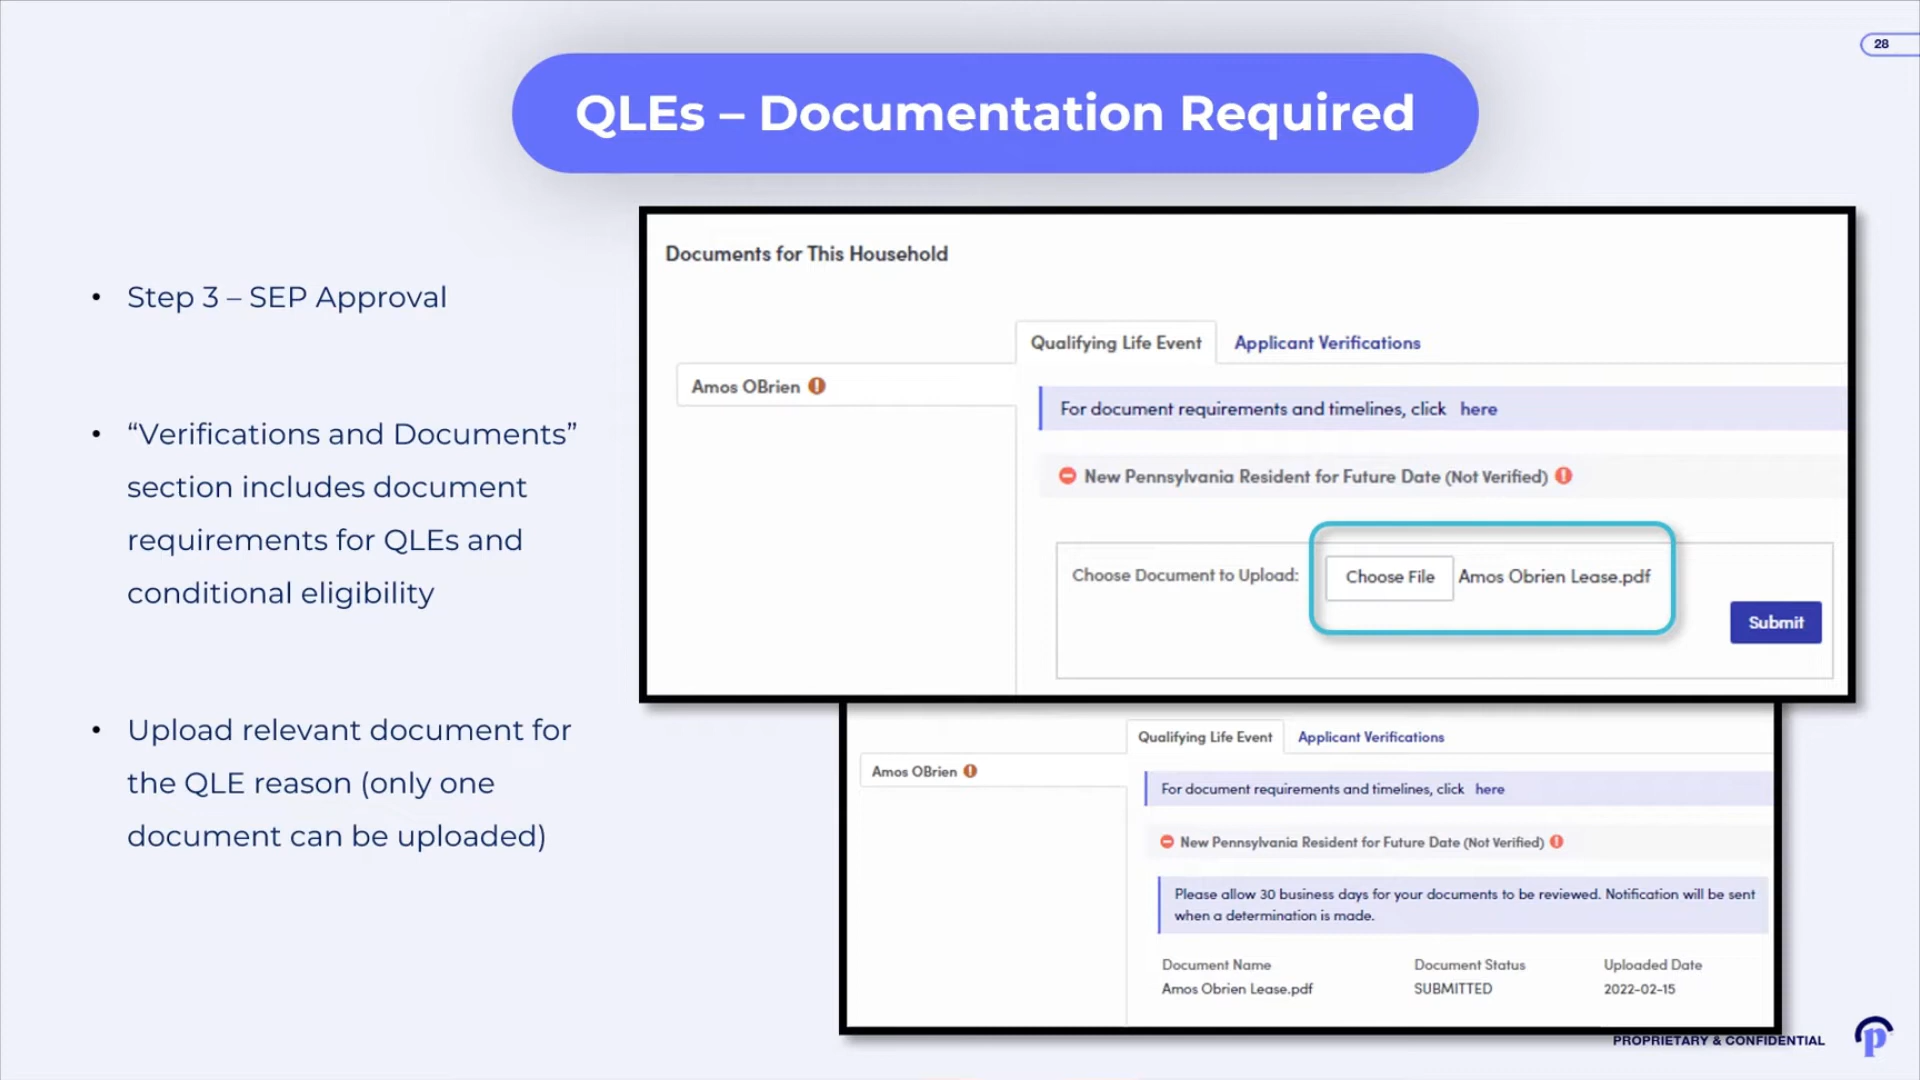 28
QLEs – Documentation Required
• Step 3 – SEP Approval
• “Verifications and Documents”
section includes document
requirements for QLEs and
conditional eligibility
• Upload relevant document for
the QLE reason (only one
document can be uploaded)
Documents for This Household
Qualifying Life Event Applicant Verifications
Amos OBrien
For document requirements and timelines, click here
New Pennsylvania Resident for Future Date (Not Verified)
Choose Document to Upload: Choose File Amos Obrien Lease.pdf
Submit
Qualifying Life Event Applicant Verifications
Amos OBrien
For document requirements and timelines, click here
New Pennsylvania Resident for Future Date (Not Verified)
Please allow 30 business days for your documents to be reviewed. Notification will be sent
when a determination is made.
Document Name Document Status Uploaded Date
Amos Obrien Lease.pdf SUBMITTED 2022-02-15
PROPRIETARY & CONFIDENTIAL
p